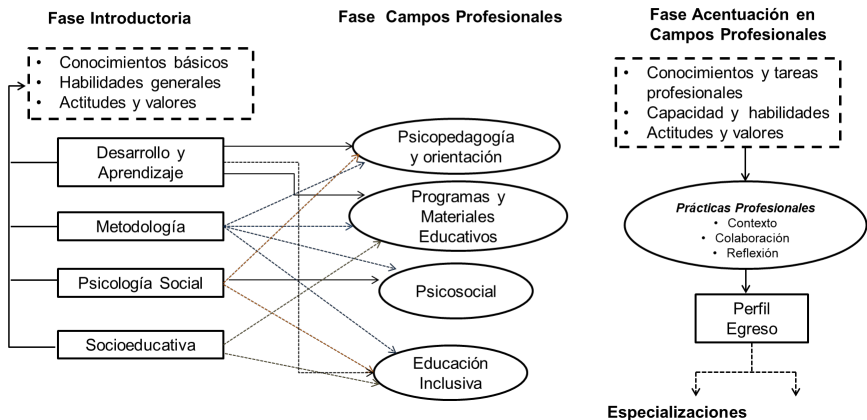 Fase Introductoria
• Conocimientos básicos
• Habilidades generales
• Actitudes y valores
Desarrollo y
Aprendizaje
Metodología
Psicología Social
Socioeducativa
Fase Campos Profesionales
Psicopedagogía
y orientación
Programas y
Materiales
Educativos
Psicosocial
Educación
Inclusiva
Fase Acentuación en
Campos Profesionales
• Conocimientos y tareas
profesionales
• Capacidad y habilidades
• Actitudes y valores
Prácticas Profesionales
• Contexto
• Colaboración
• Reflexión
Perfil
Egreso
Especializaciones